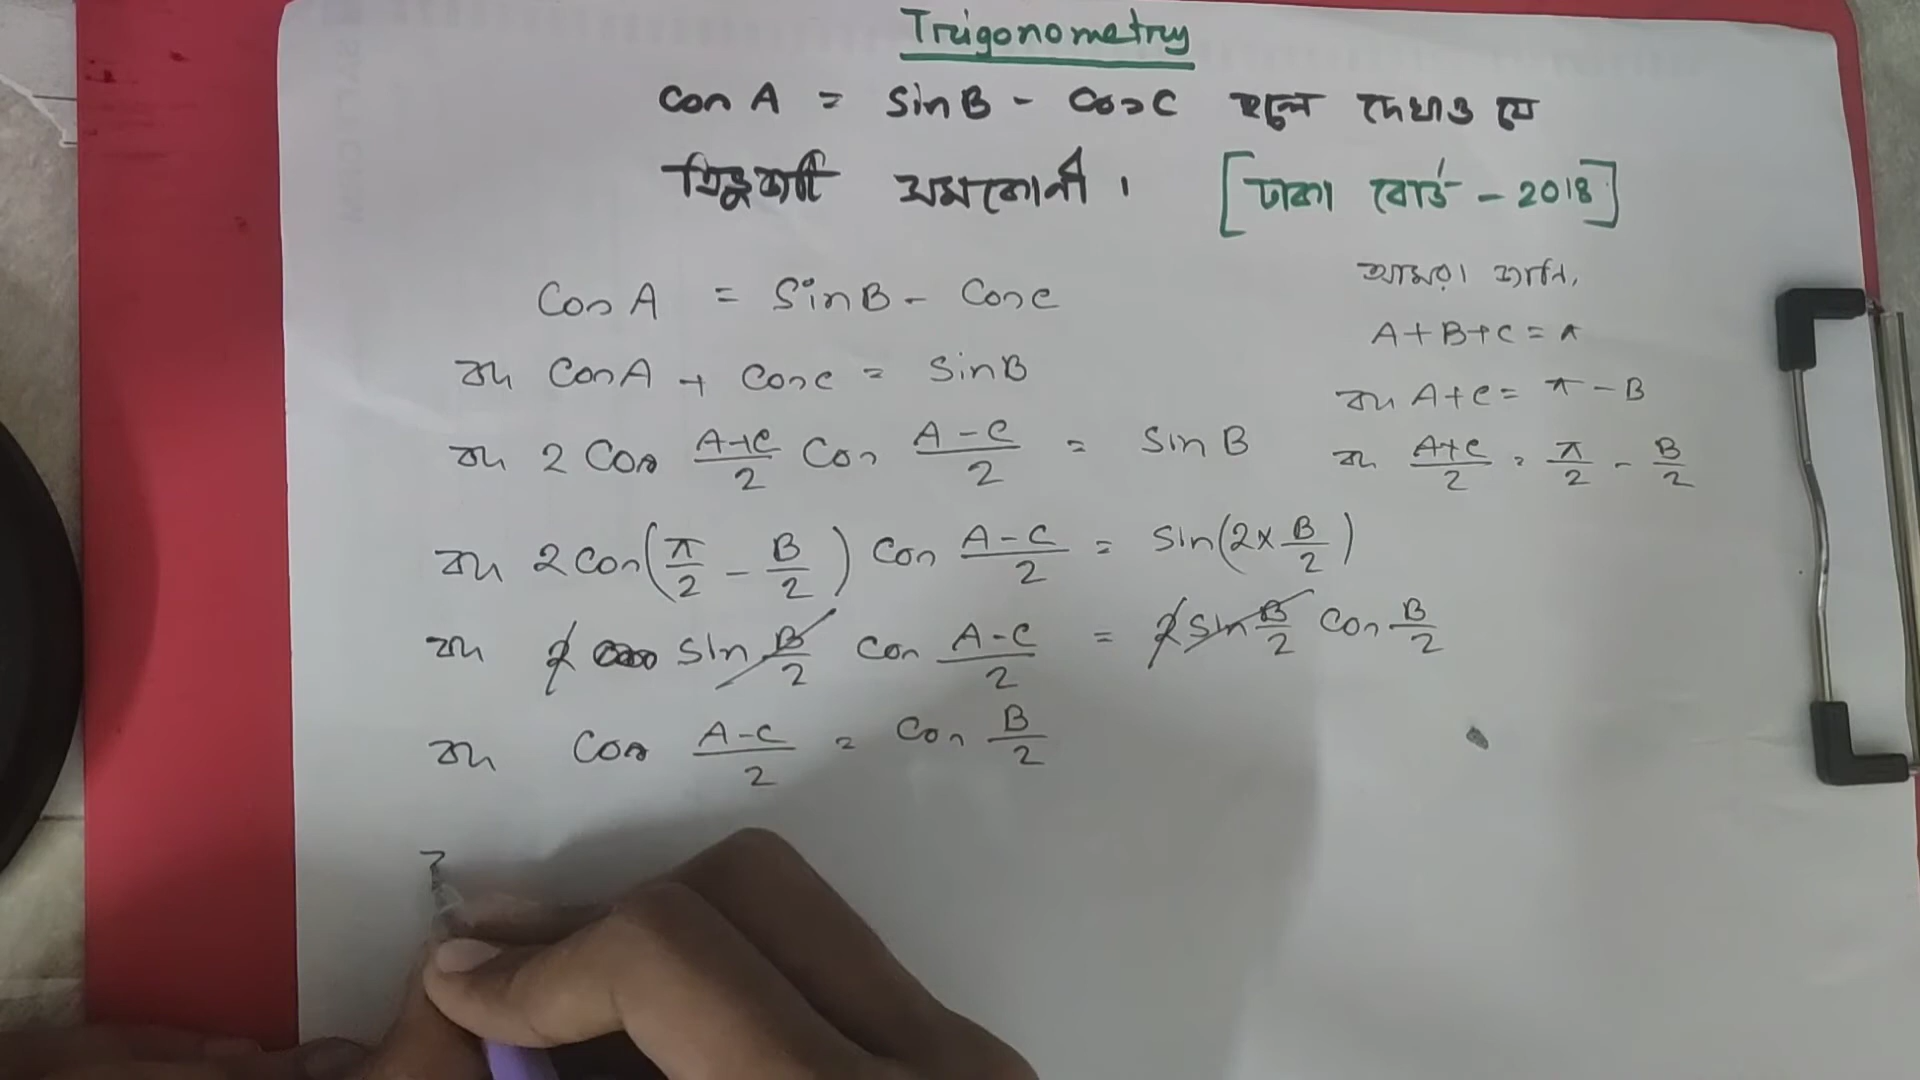 Trigonometry
cos A = sin B - cos C হলে দেখাও যে
ত্রিভুজটি সমকোণী । [ঢাকা বোর্ড - 2018]
cos A = sin B - cos C
বা cos A + cos C = sin B
বা 2 cos A+C/2 cos A-C/2 = sin B
বা 2 cos(π/2 - B/2) cos A-C/2 = sin(2×B/2)
বা 2 sin B/2 cos A-C/2 = 2 sin B/2 cos B/2
বা cos A-C/2 = cos B/2
আমরা জানি,
A+B+C = π
বা A+C = π - B
বা A+C/2 = π/2 - B/2